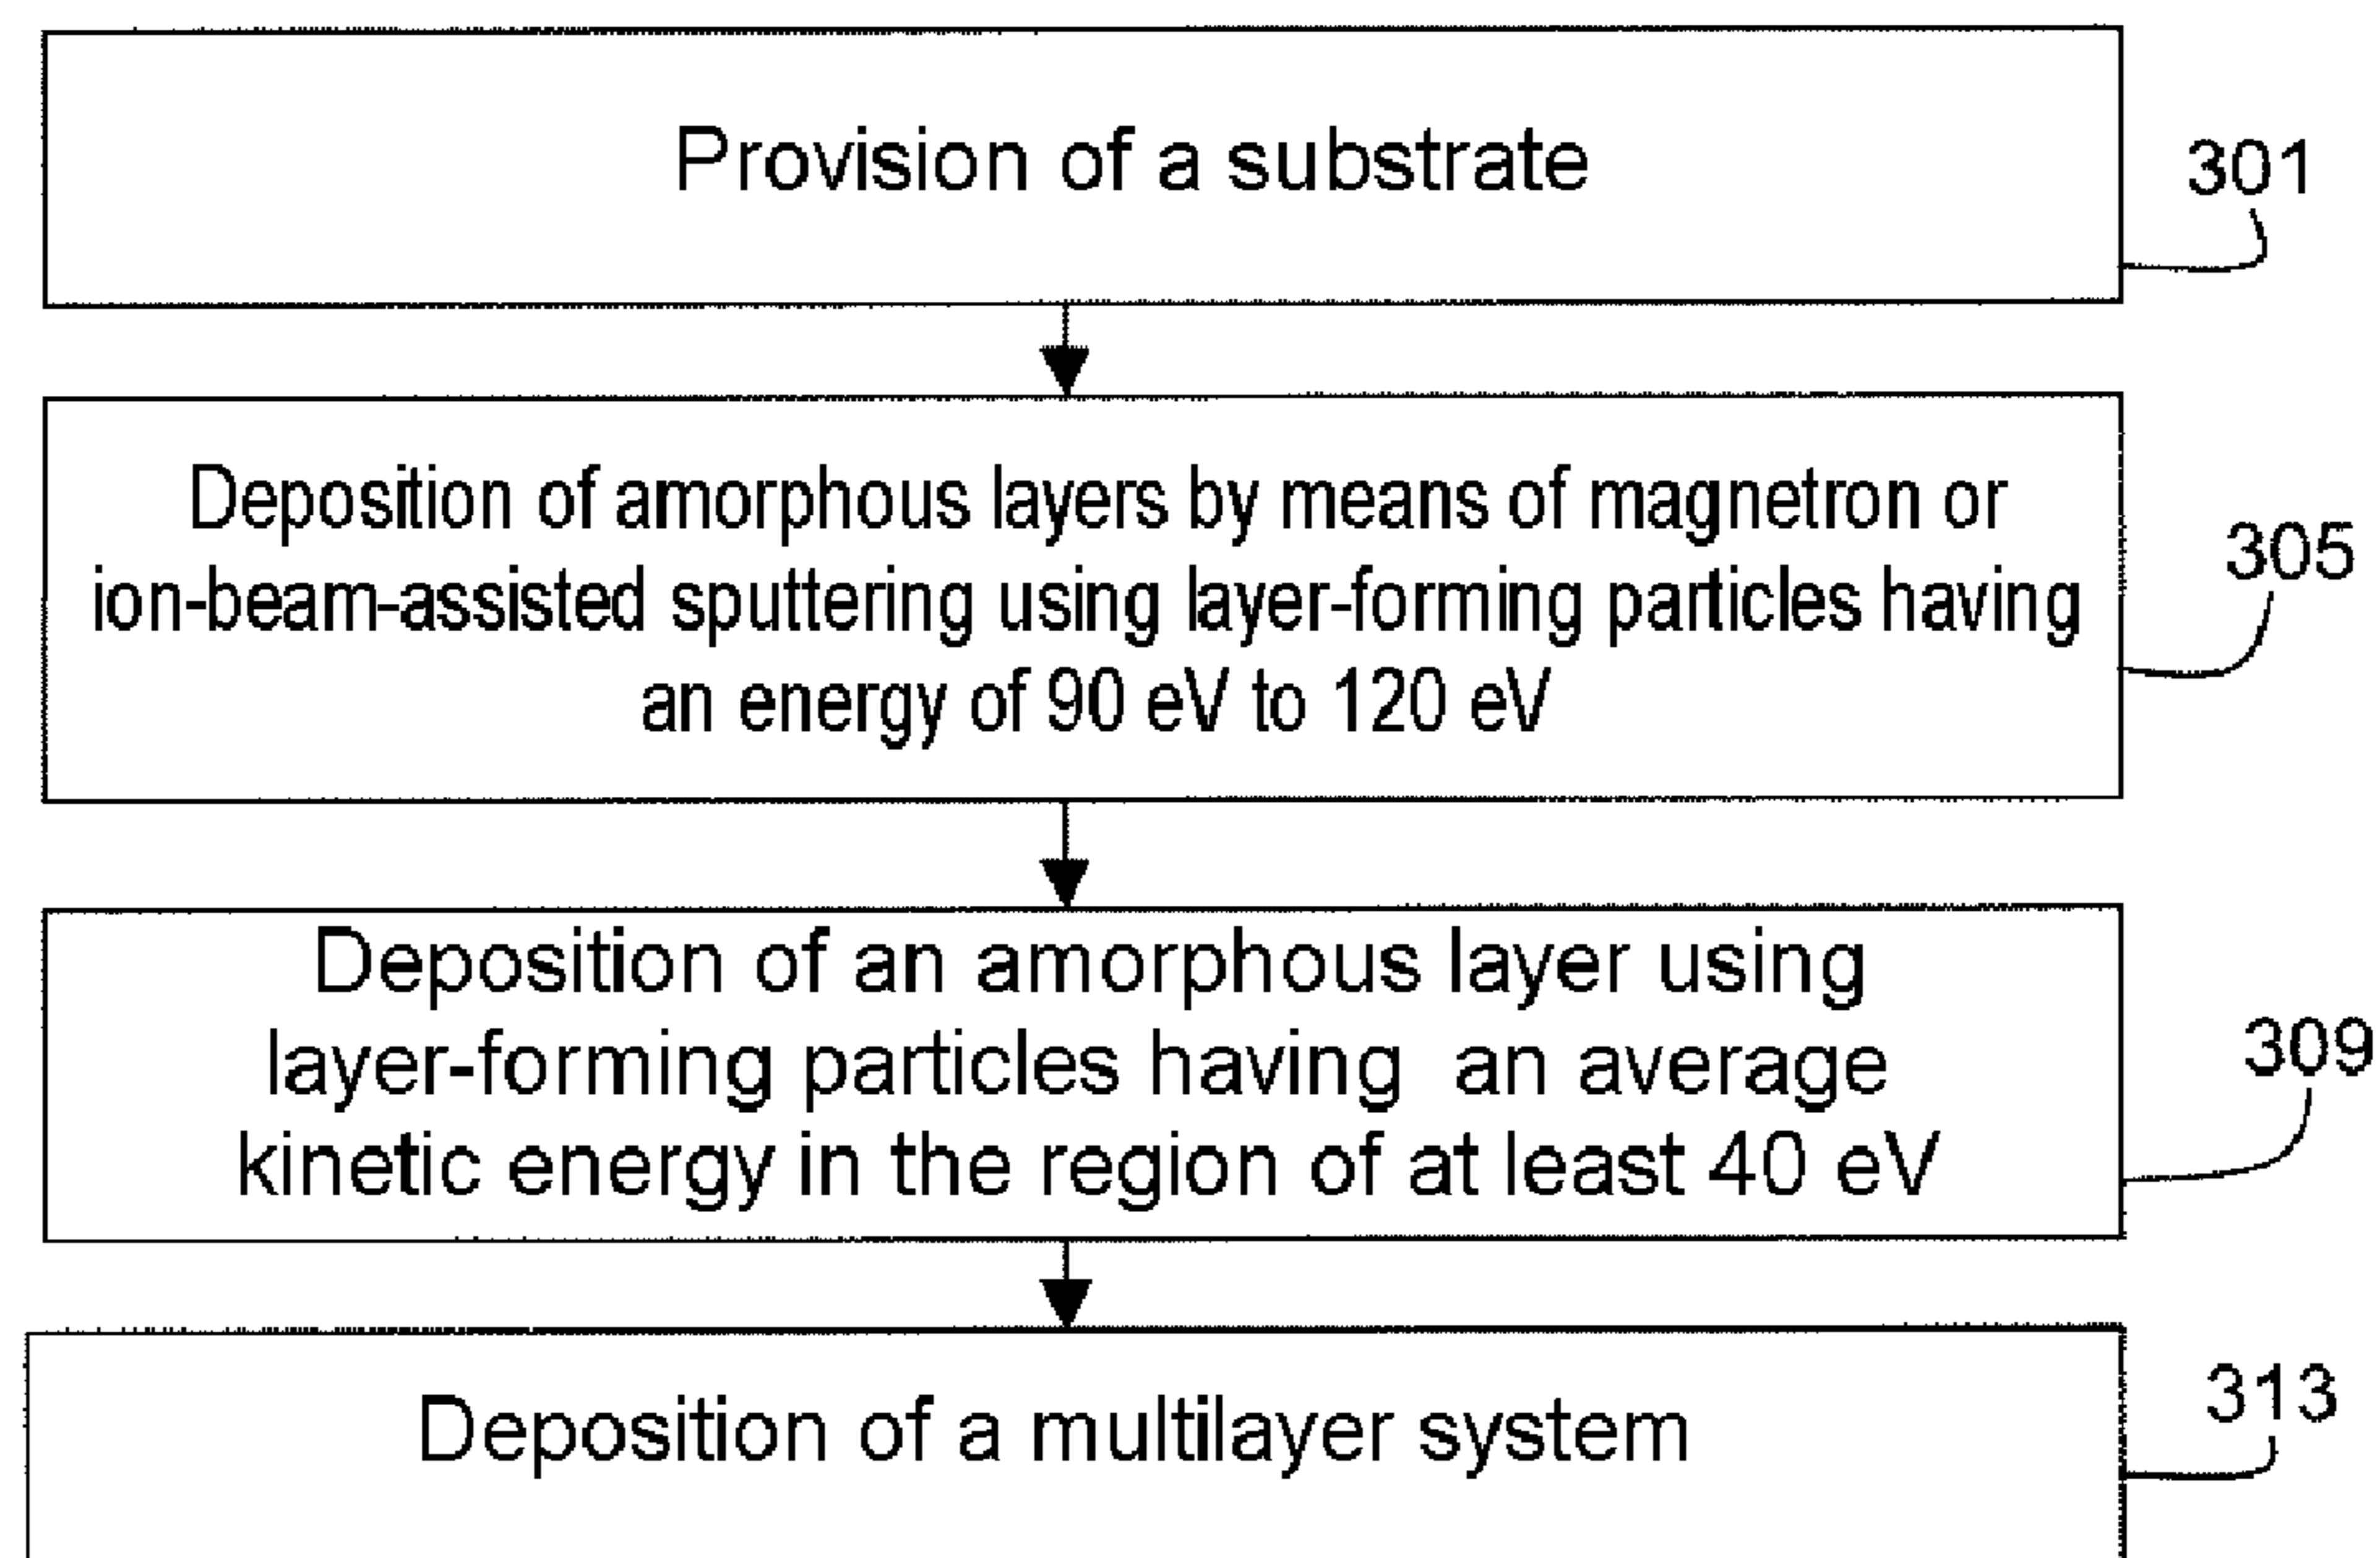 Provision of a substrate
301
Deposition of amorphous layers by means of magnetron or
ion-beam-assisted sputtering using layer-forming particles having
an energy of 90 eV to 120 eV
305
Deposition of an amorphous layer using
layer-forming particles having an average
kinetic energy in the region of at least 40 eV
309
Deposition of a multilayer system
313